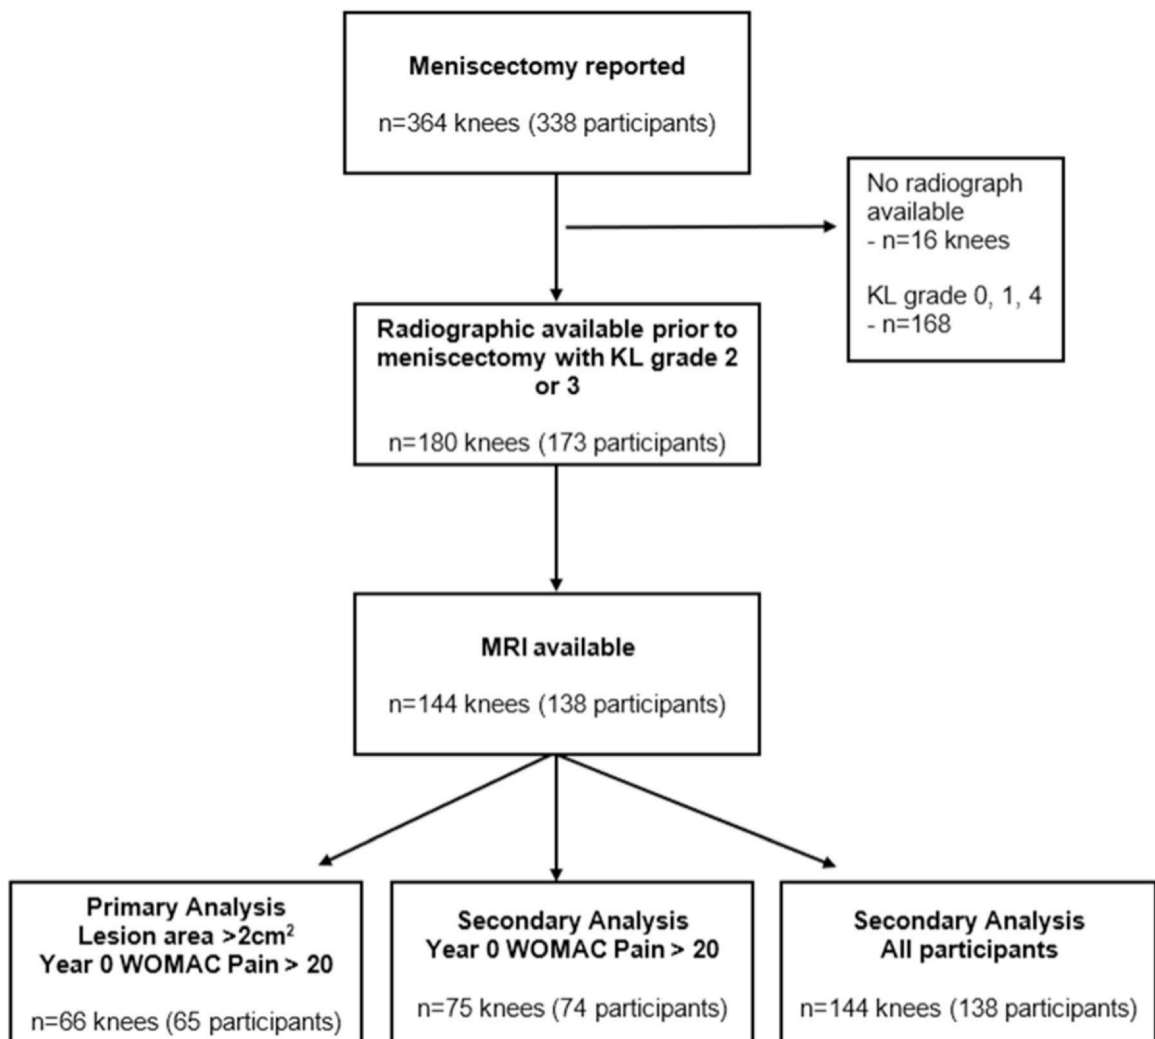 Meniscectomy reported
n=364 knees (338 participants)
No radiograph
available
- n=16 knees
KL grade 0, 1, 4
- n=168
Radiographic available prior to
meniscectomy with KL grade 2
or 3
n=180 knees (173 participants)
MRI available
n=144 knees (138 participants)
Primary Analysis
Lesion area >2cm²
Year 0 WOMAC Pain > 20
n=66 knees (65 participants)
Secondary Analysis
Year 0 WOMAC Pain > 20
n=75 knees (74 participants)
Secondary Analysis
All participants
n=144 knees (138 participants)